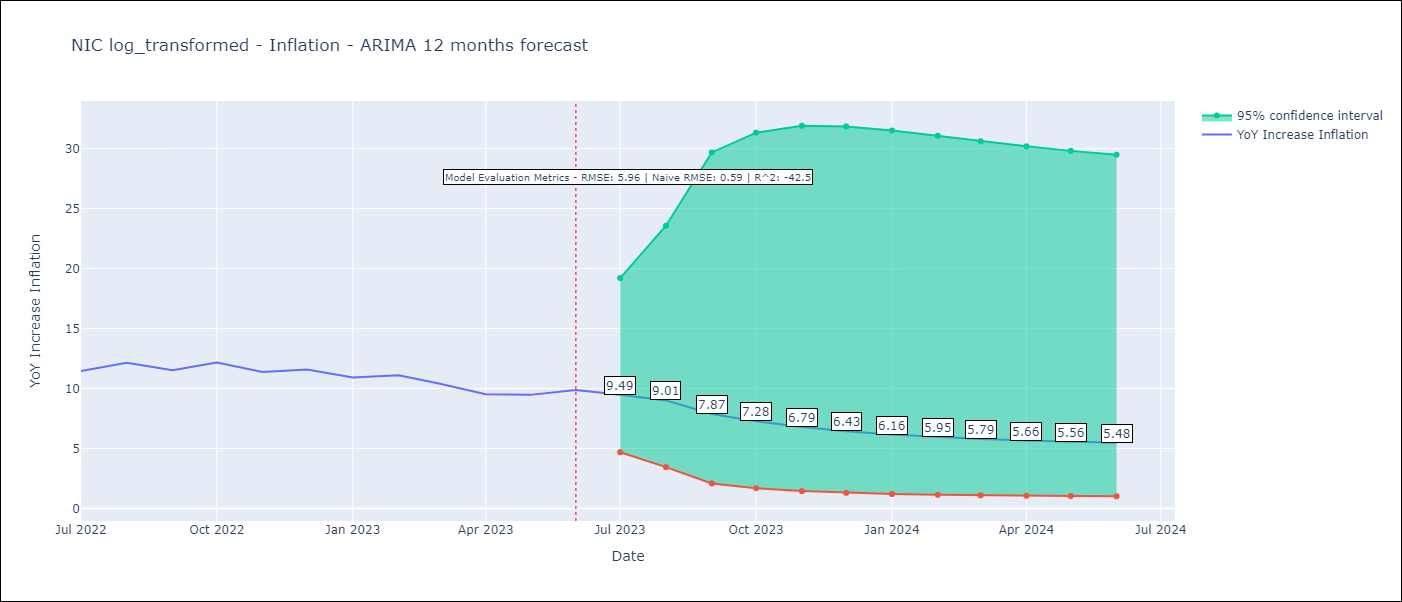 NIC log_transformed - Inflation - ARIMA 12 months forecast
95% confidence interval
YoY Increase Inflation
Model Evaluation Metrics - RMSE: 5.96 | Naive RMSE: 0.59 | R^2: -42.5
YoY Increase Inflation
30
25
20
15
10
5
0
9.49
9.01
7.87
7.28
6.79
6.43
6.16
5.95
5.79
5.66
5.56
5.48
Jul 2022
Oct 2022
Jan 2023
Apr 2023
Jul 2023
Oct 2023
Jan 2024
Apr 2024
Jul 2024
Date